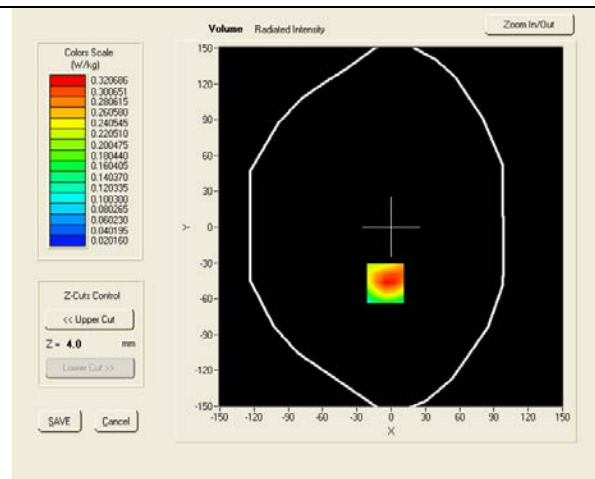 Volume Radiated Intensity
Zoom In/Out
Colors Scale
(W/kg)
0.320686
0.300651
0.280615
0.260580
0.240545
0.220510
0.200475
0.180440
0.160405
0.140370
0.120335
0.100300
0.080265
0.060230
0.040195
0.020160
Z-Cuts Control
<< Upper Cut
Z = 4.0 mm
Lower Cut >>
SAVE Cancel
150
120
90
60
30
Y 0
-30
-60
-90
-120
-150
-150 -120 -90 -60 -30 0 30 60 90 120 150
X